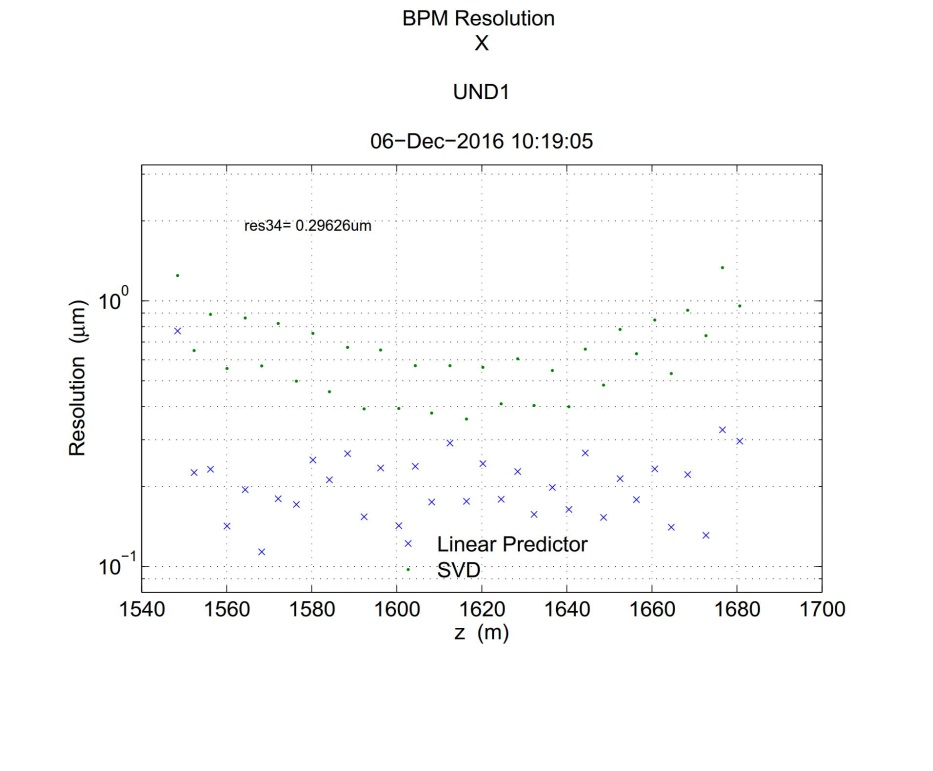 BPM Resolution
X
UND1
06−Dec−2016 10:19:05
res34= 0.29626um
10^0
10^−1
Resolution (μm)
Linear Predictor
SVD
1540 1560 1580 1600 1620 1640 1660 1680 1700
z (m)